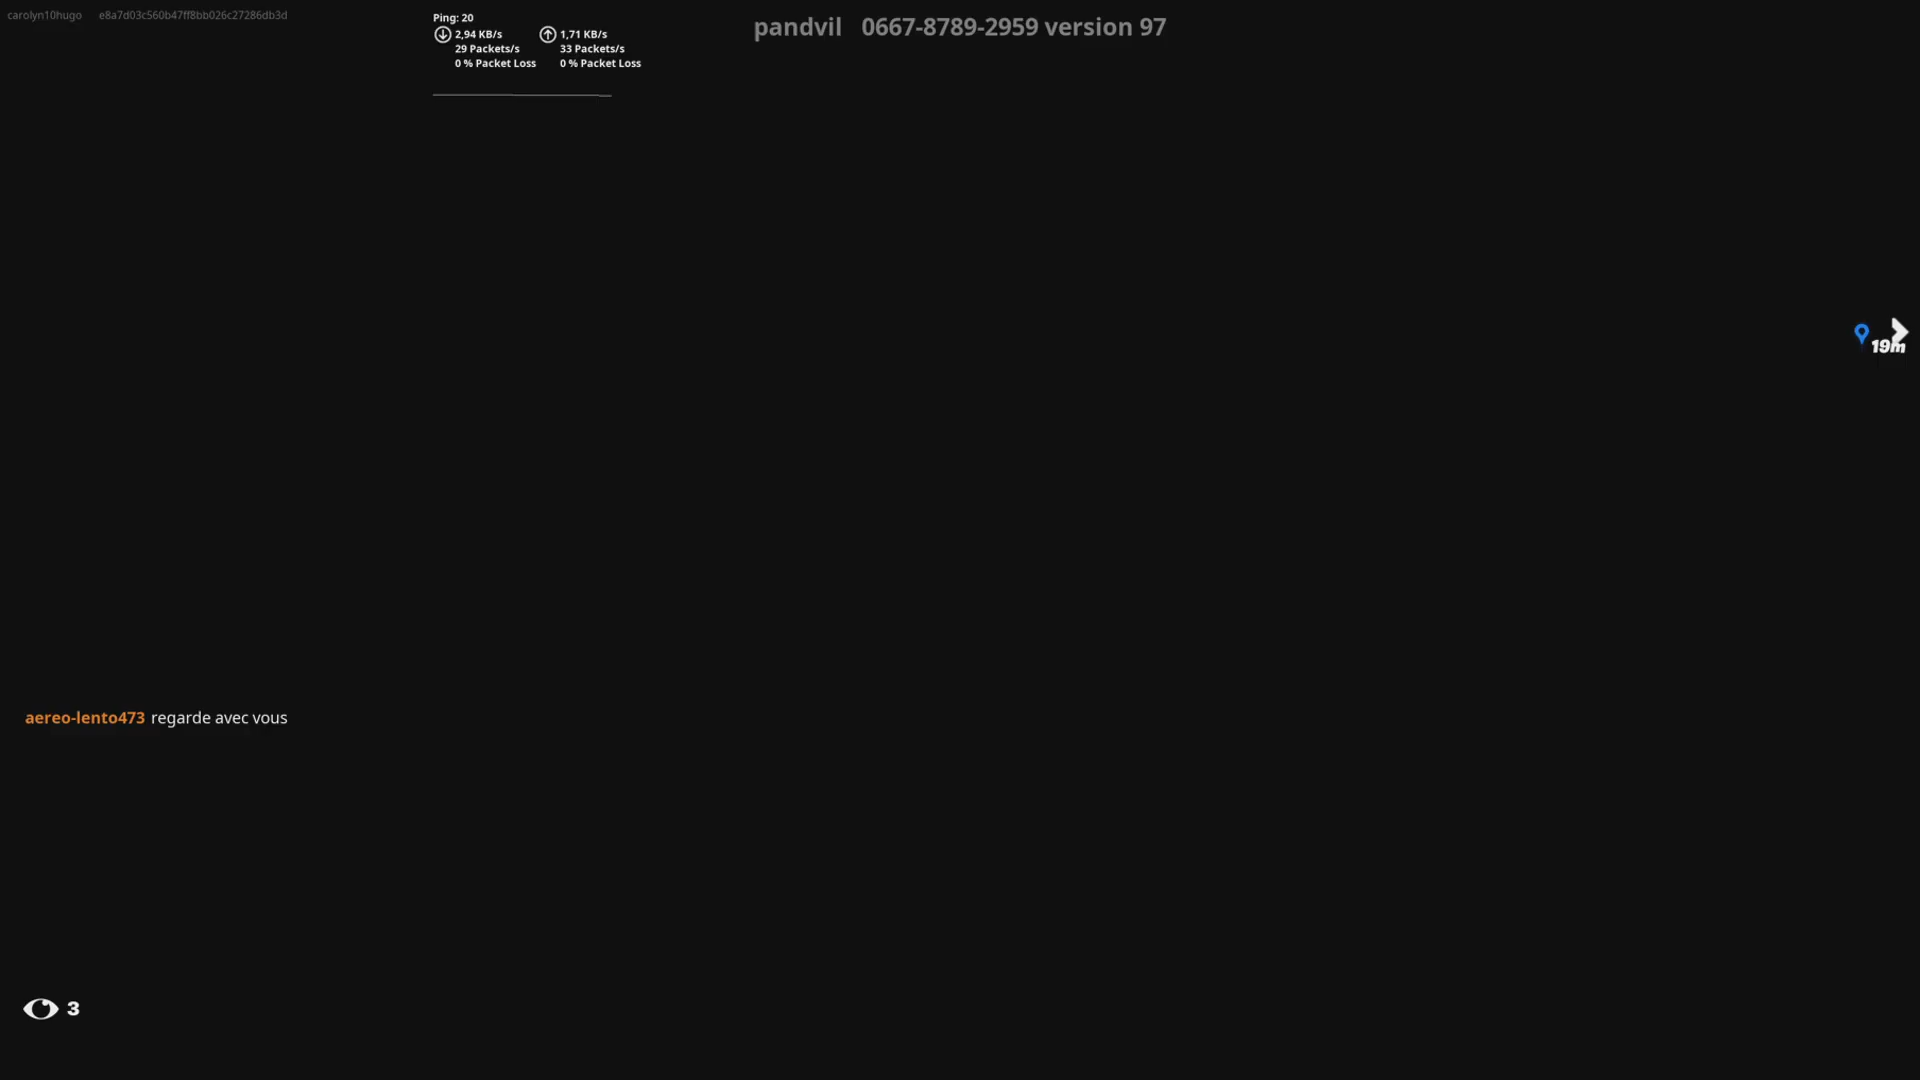 carolyn10hugo e8a7d03c560b47ff8bb026c27286db3d
Ping: 20
2,94 KB/s 1,71 KB/s
29 Packets/s 33 Packets/s
0 % Packet Loss 0 % Packet Loss
pandvil 0667-8789-2959 version 97
19m
aereo-lento473 regarde avec vous
3